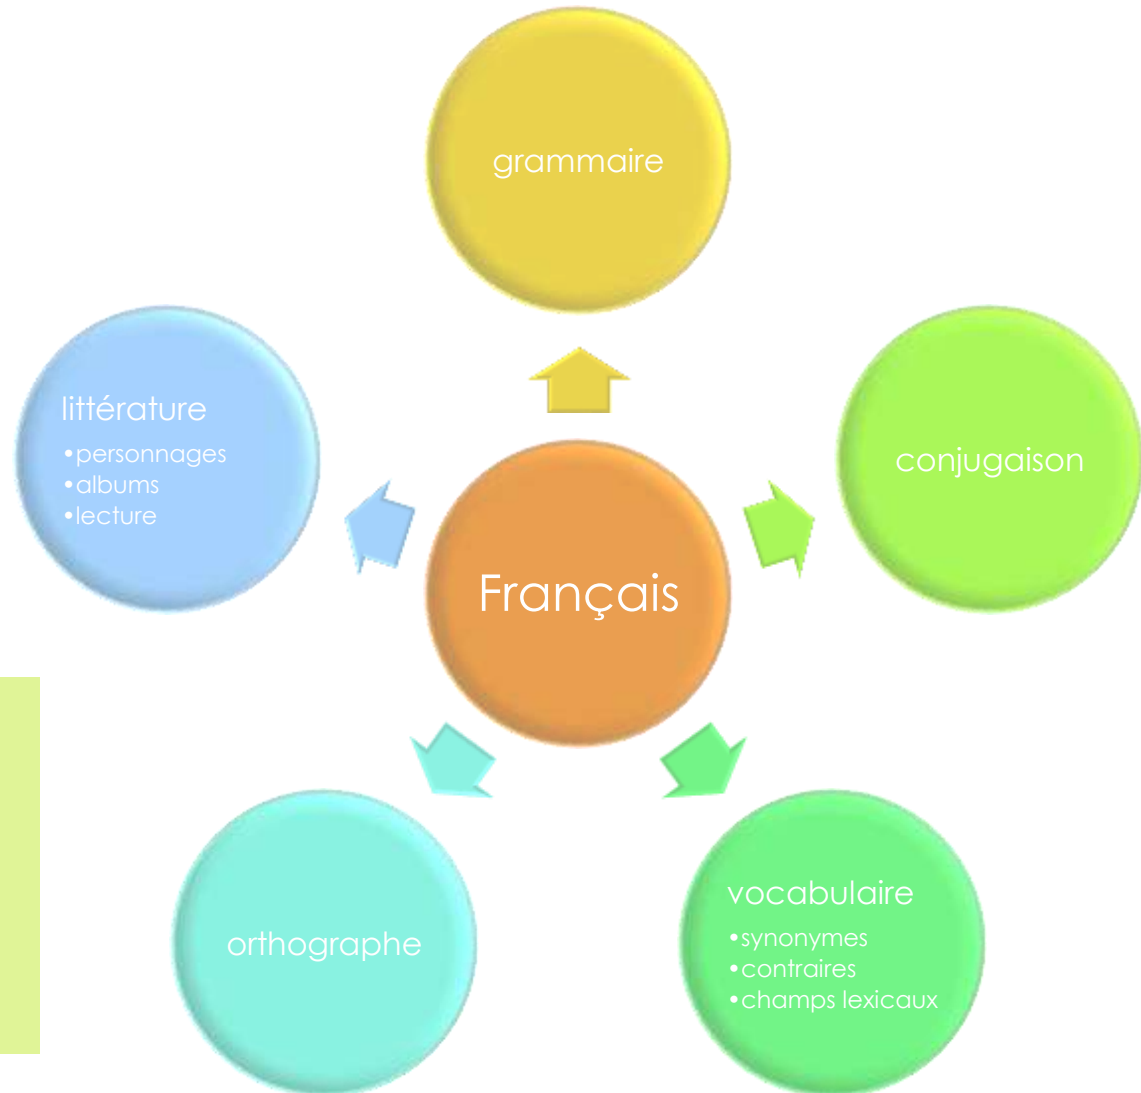 grammaire
littérature
•personnages
•albums
•lecture
conjugaison
Français
orthographe
vocabulaire
•synonymes
•contraires
•champs lexicaux